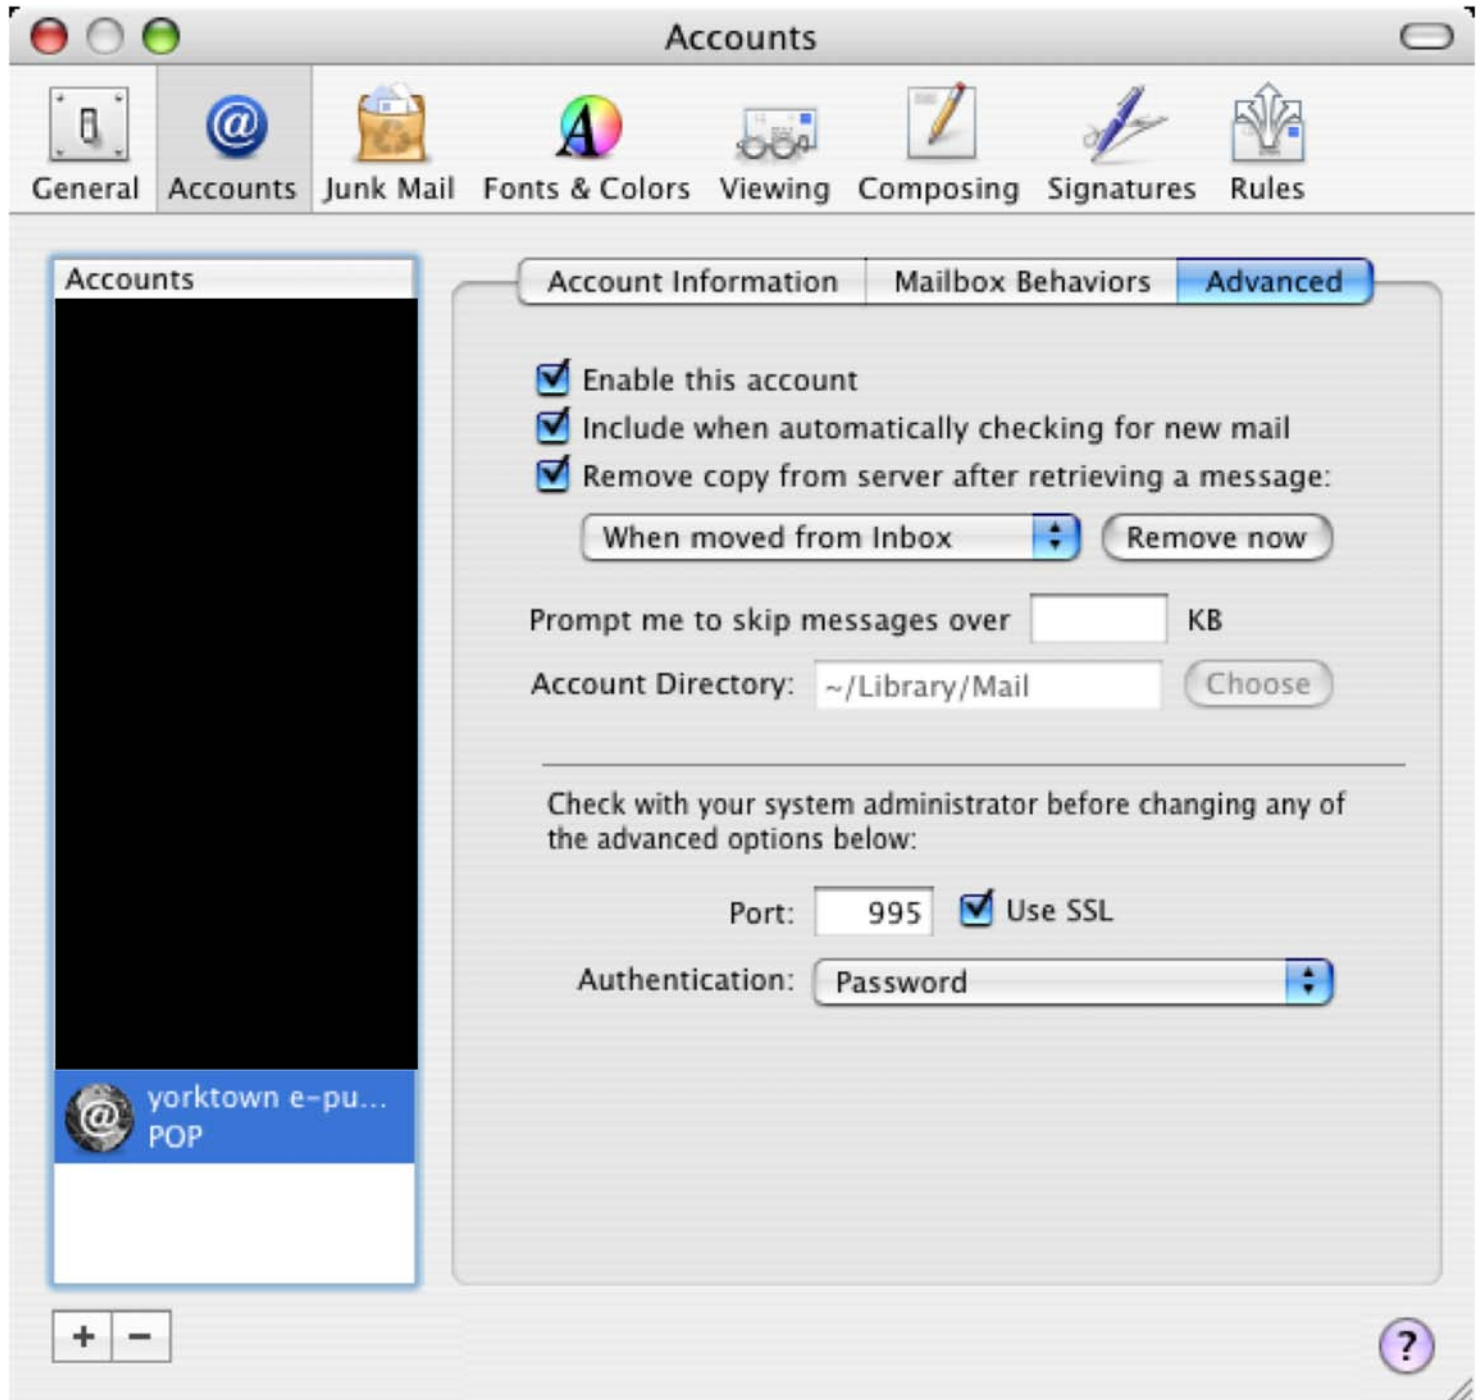 Accounts
General Accounts Junk Mail Fonts & Colors Viewing Composing Signatures Rules
Accounts
yorktown e-pu...
POP
Account Information Mailbox Behaviors Advanced
Enable this account
Include when automatically checking for new mail
Remove copy from server after retrieving a message:
When moved from Inbox Remove now
Prompt me to skip messages over KB
Account Directory: ~/Library/Mail Choose
Check with your system administrator before changing any of
the advanced options below:
Port: 995 Use SSL
Authentication: Password
+ - ?